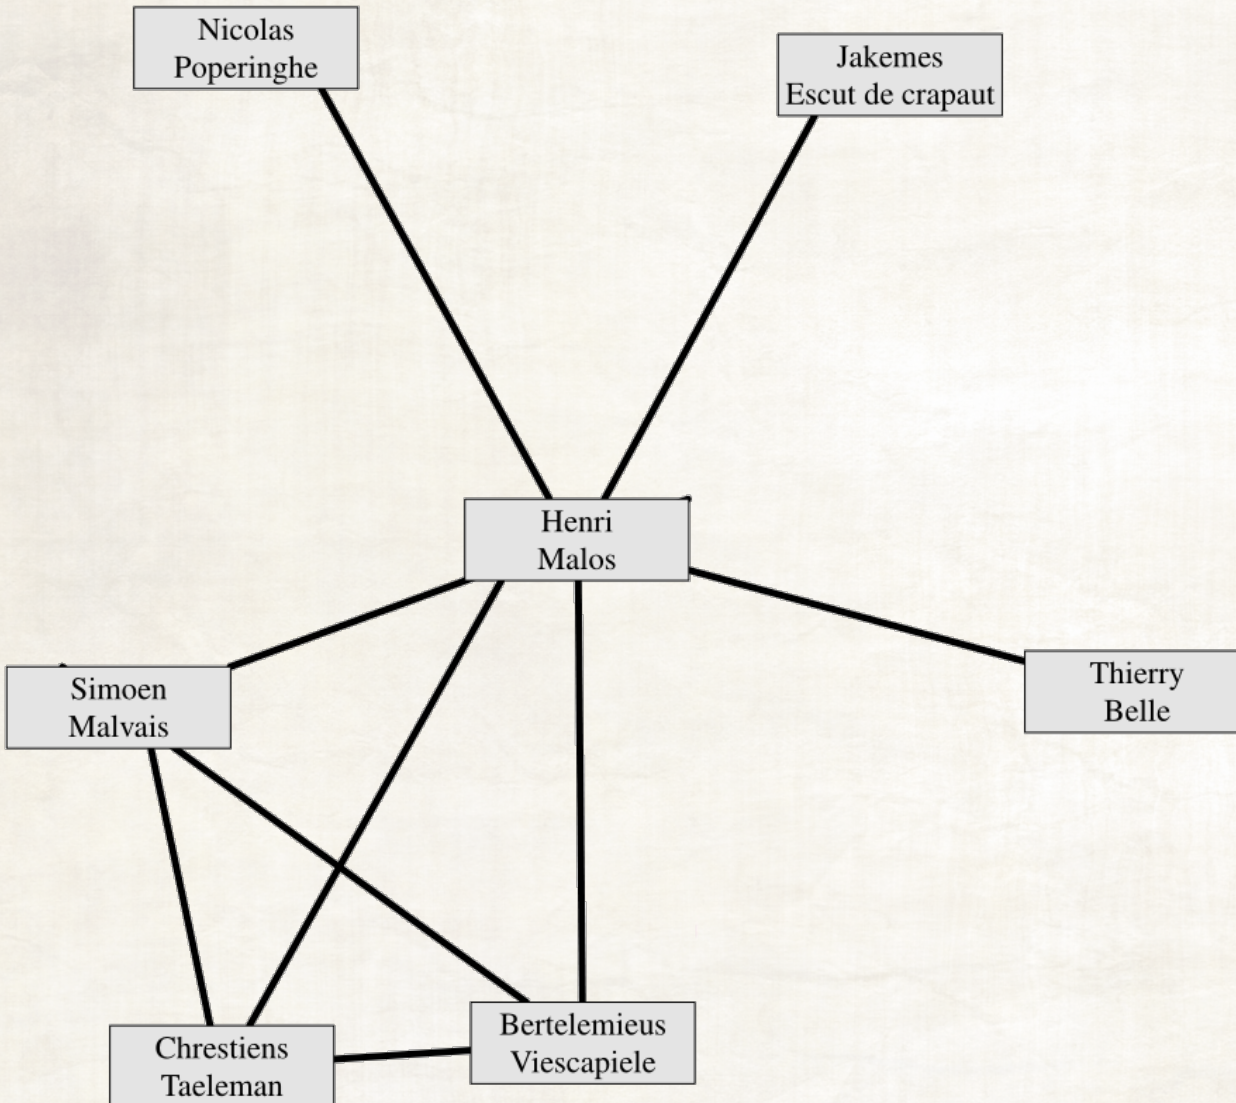 Nicolas
Poperinghe
Jakemes
Escut de crapaut
Henri
Malos
Simoen
Malvais
Thierry
Belle
Chrestiens
Taeleman
Bertelemieus
Viescapiele